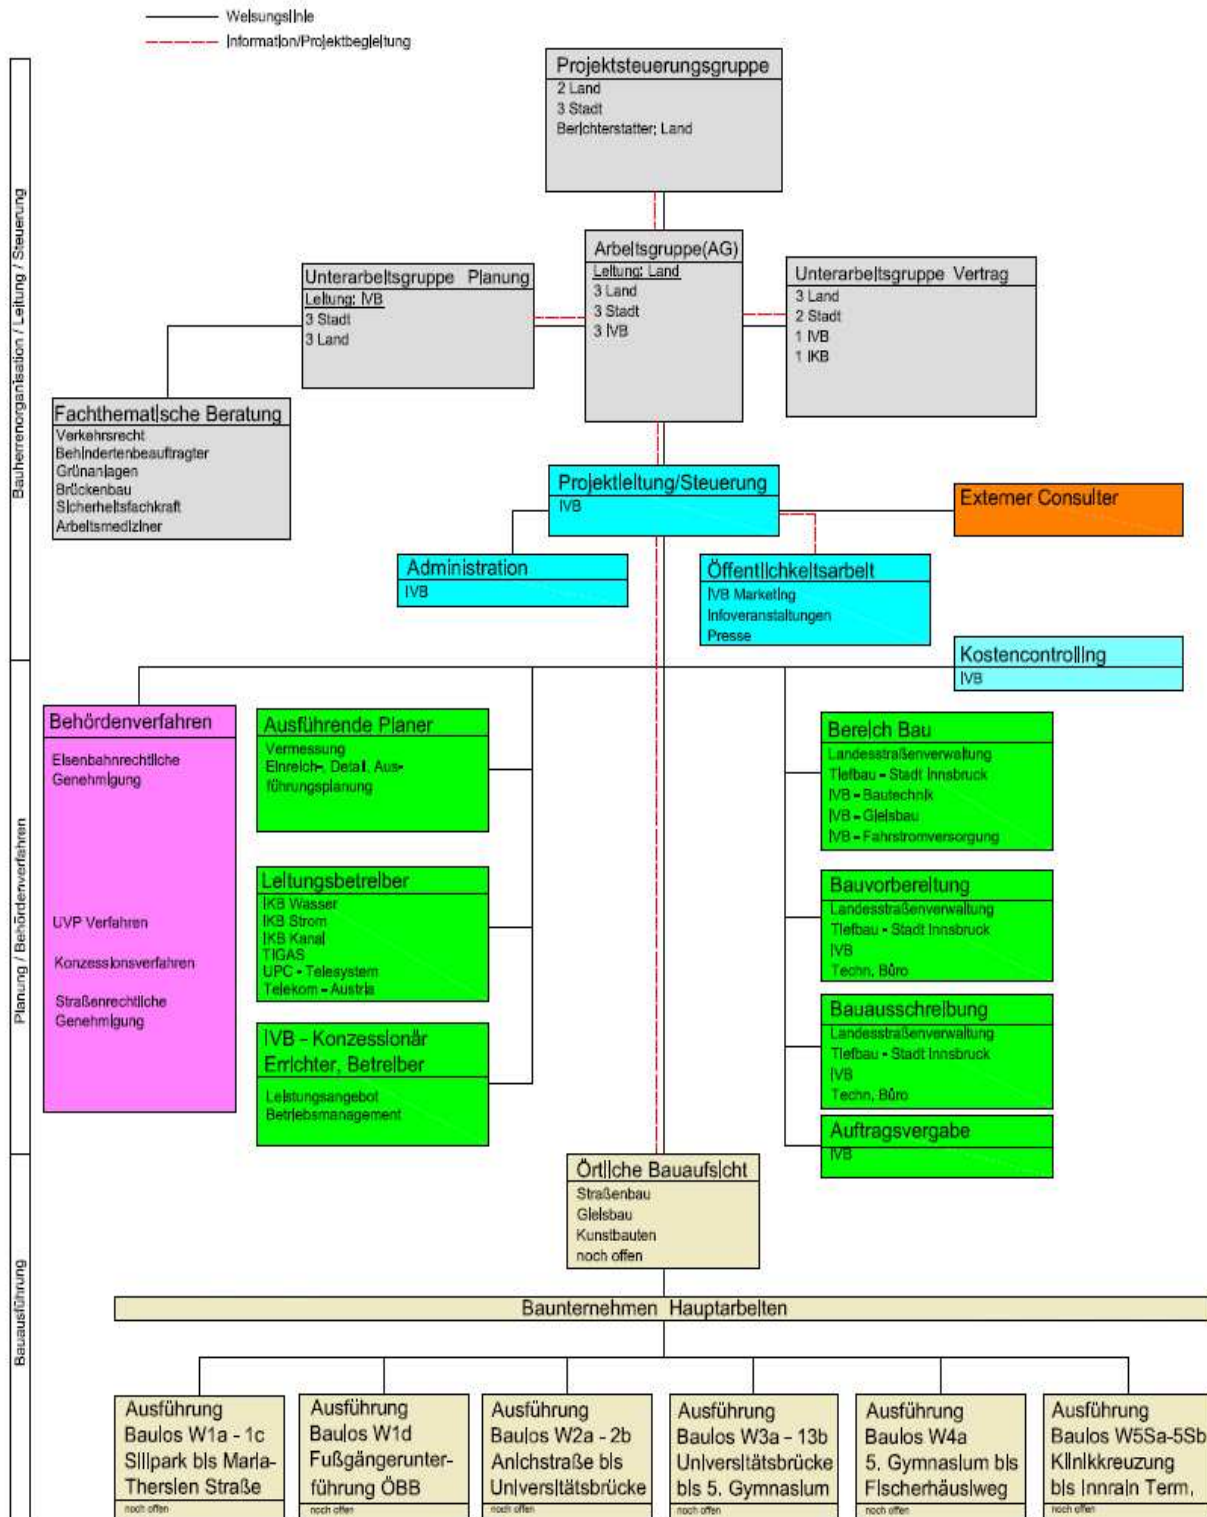 Weisungslinie
Information/Projektbegleitung
Bauherrenorganisation / Leitung / Steuerung
Projektsteuerungsgruppe
2 Land
3 Stadt
Berichterstatter: Land
Arbeitsgruppe(AG)
Leitung: Land
3 Land
3 Stadt
3 IVB
Unterarbeitsgruppe Planung
Leitung: IVB
3 Stadt
3 Land
Unterarbeitsgruppe Vertrag
3 Land
2 Stadt
1 IVB
1 IKB
Fachthematische Beratung
Verkehrsrecht
Behindertenbeauftragter
Grünanlagen
Brückenbau
Sicherheitsfachkraft
Arbeitsmediziner
Projektleitung/Steuerung
IVB
Externer Consulter
Administration
IVB
Öffentlichkeitsarbeit
IVB Marketing
Infoveranstaltungen
Presse
Kostencontrolling
IVB
Planung / Behördenverfahren
Behördenverfahren
Eisenbahnrechtliche
Genehmigung
UVP Verfahren
Konzessionsverfahren
Straßenrechtliche
Genehmigung
Ausführende Planer
Vermessung
Einreich-, Detail, Aus-
führungsplanung
Leitungsbetreiber
IKB Wasser
IKB Strom
IKB Kanal
TIGAS
UPC - Telesystem
Telekom - Austria
IVB - Konzessionär
Errichter, Betreiber
Leistungsangebot
Betriebsmanagement
Bereich Bau
Landesstraßenverwaltung
Tiefbau - Stadt Innsbruck
IVB - Bautechnik
IVB - Gleisbau
IVB - Fahrstromversorgung
Bauvorbereitung
Landesstraßenverwaltung
Tiefbau - Stadt Innsbruck
IVB
Techn. Büro
Bauausschreibung
Landesstraßenverwaltung
Tiefbau - Stadt Innsbruck
IVB
Techn. Büro
Auftragsvergabe
IVB
Bauausführung
Örtliche Bauaufsicht
Straßenbau
Gleisbau
Kunstbauten
noch offen
Baunternehmen Hauptarbeiten
Ausführung
Baulos W1a - 1c
Sillpark bis Maria-
Thersien Straße
noch offen
Ausführung
Baulos W1d
Fußgängerunter-
führung ÖBB
noch offen
Ausführung
Baulos W2a - 2b
Anichstraße bis
Universitätsbrücke
noch offen
Ausführung
Baulos W3a - 13b
Universitätsbrücke
bis 5. Gymnasium
noch offen
Ausführung
Baulos W4a
5. Gymnasium bis
Fischerhäuslweg
noch offen
Ausführung
Baulos W5Sa-5Sb
Klinikkreuzung
bis Innrain Term.
noch offen